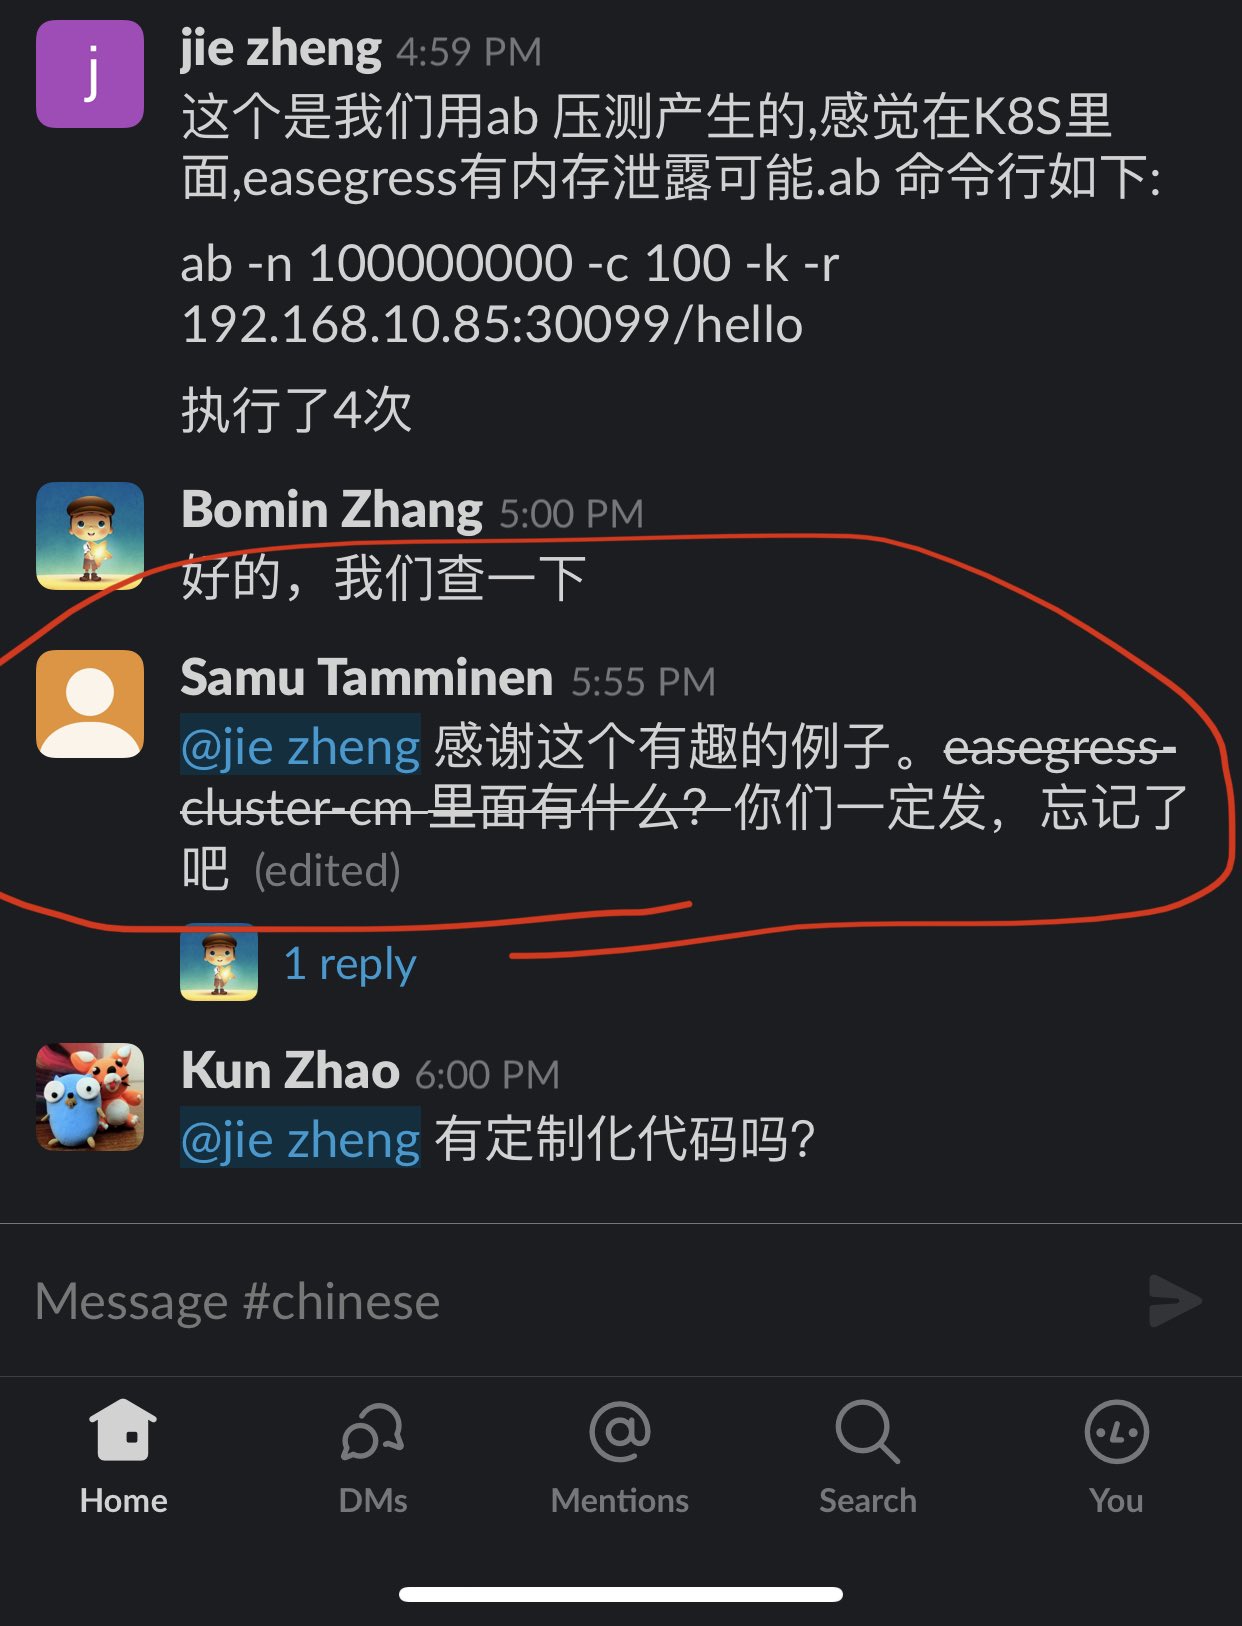 j
jie zheng 4:59 PM
这个是我们用ab 压测产生的,感觉在K8S里
面,easegress有内存泄露可能.ab 命令行如下:
ab -n 100000000 -c 100 -k -r
192.168.10.85:30099/hello
执行了4次
Bomin Zhang 5:00 PM
好的，我们查一下
Samu Tamminen 5:55 PM
@jie zheng 感谢这个有趣的例子。easegress-
cluster-cm 里面有什么？你们一定发，忘记了
吧 (edited)
1 reply
Kun Zhao 6:00 PM
@jie zheng 有定制化代码吗?
Message #chinese
Home DMs Mentions Search You